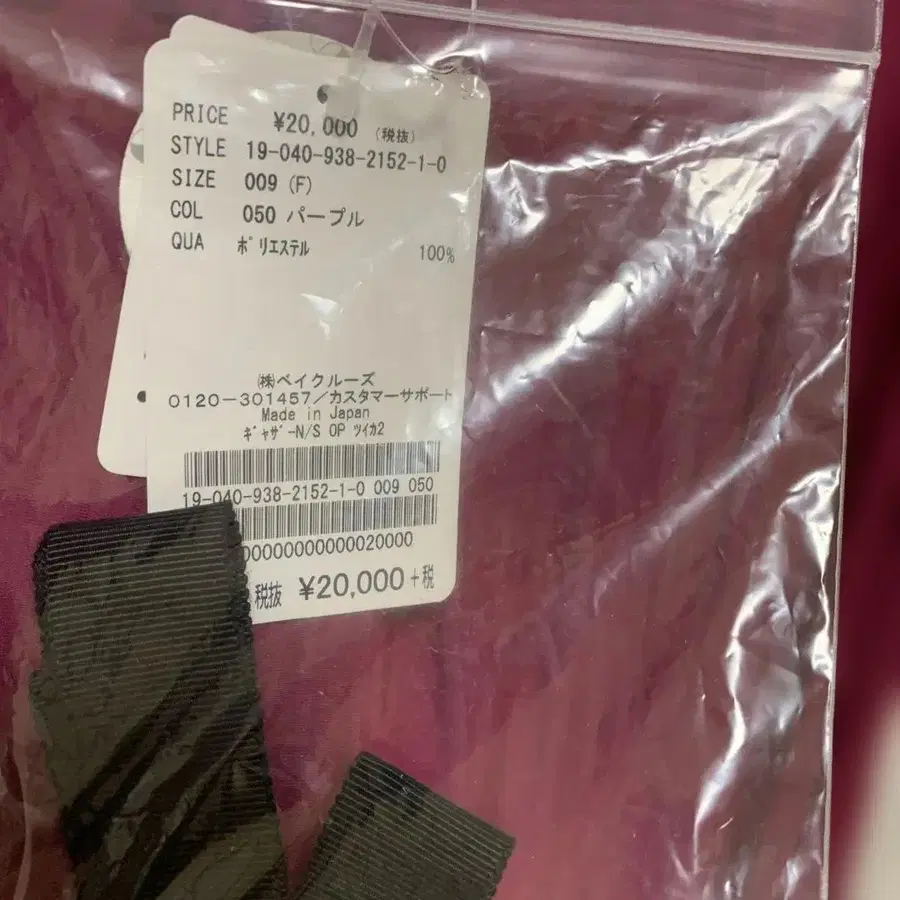 PRICE ¥20,000 (税抜)
STYLE 19-040-938-2152-1-0
SIZE 009 (F)
COL 050 パープル
QUA ポリエステル 100%
㈱ベイクルーズ
0120-301457/カスタマーサポート
Made in Japan
ギャザーN/S OP ツイカ2
19-040-938-2152-1-0 009 050
0000000000020000
税抜 ¥20,000+税